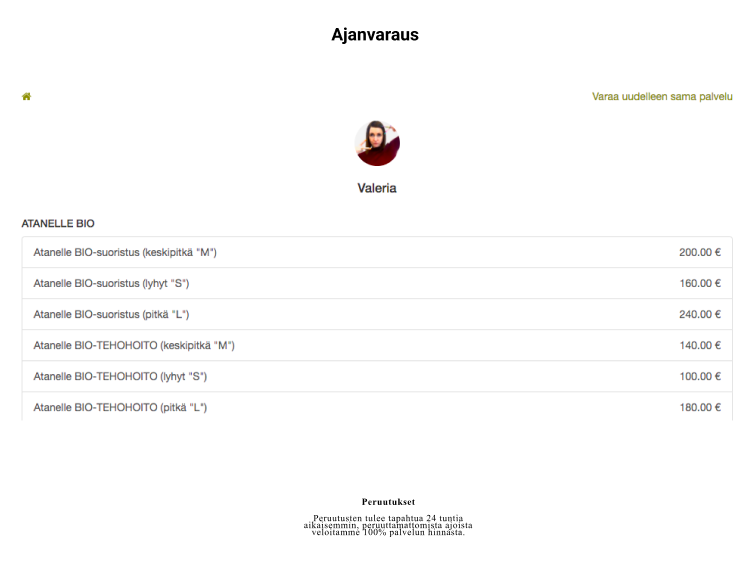 Ajanvaraus
Varaa uudelleen sama palvelu
Valeria
ATANELLE BIO
Atanelle BIO-suoristus (keskipitkä "M") 200.00 €
Atanelle BIO-suoristus (lyhyt "S") 160.00 €
Atanelle BIO-suoristus (pitkä "L") 240.00 €
Atanelle BIO-TEHOHOITO (keskipitkä "M") 140.00 €
Atanelle BIO-TEHOHOITO (lyhyt "S") 100.00 €
Atanelle BIO-TEHOHOITO (pitkä "L") 180.00 €
Peruutukset
Peruutusten tulee tapahtua 24 tuntia
aikaisemmin, peruuttamattomista ajoista
veloitamme 100% palvelun hinnasta.